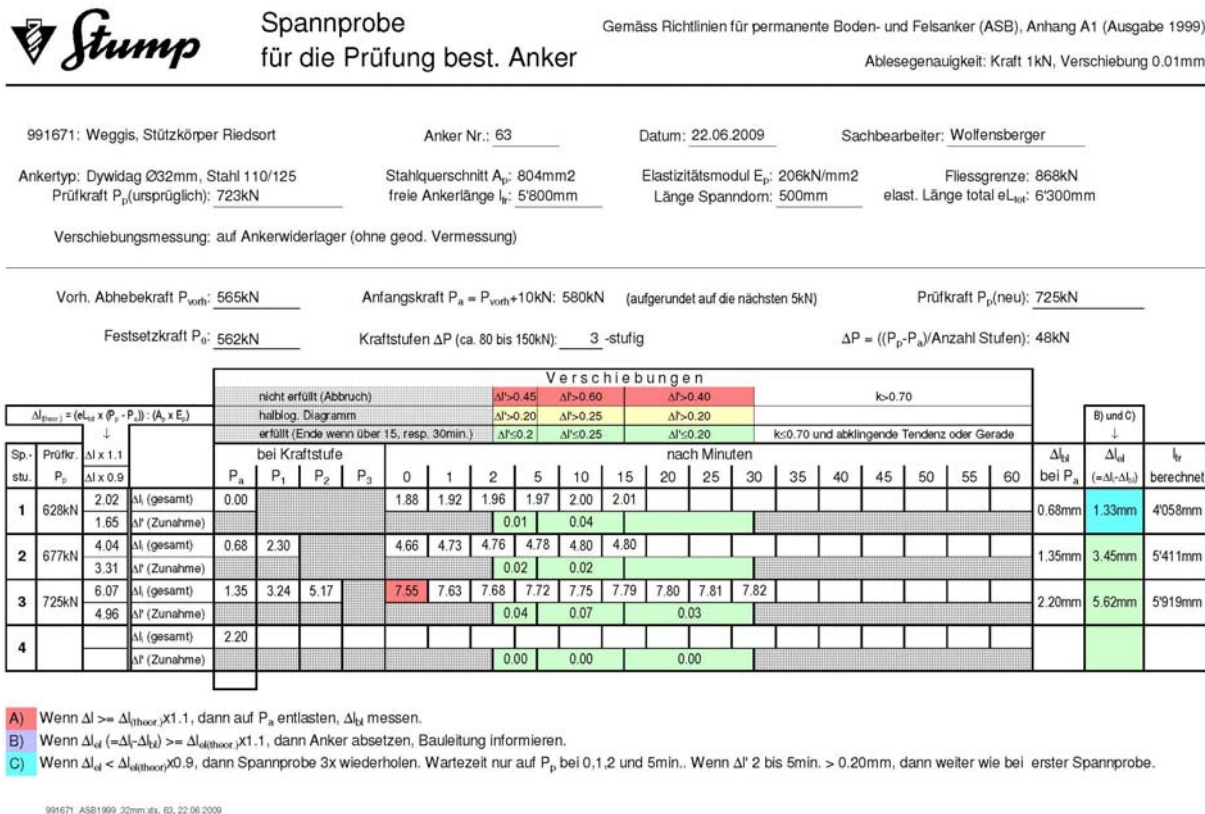 Stump
Spannprobe
für die Prüfung best. Anker
Gemäss Richtlinien für permanente Boden- und Felsanker (ASB), Anhang A1 (Ausgabe 1999)
Ablesegenauigkeit: Kraft 1kN, Verschiebung 0.01mm
991671: Weggis, Stützkörper Riedsort Anker Nr.: 63 Datum: 22.06.2009 Sachbearbeiter: Wolfensberger
Ankertyp: Dywidag Ø32mm, Stahl 110/125 Stahlquerschnitt Ap: 804mm2 Elastizitätsmodul Ep: 206kN/mm2 Fliessgrenze: 868kN
Prüfkraft Pp(ursprüglich): 723kN freie Ankerlänge lfr: 5'800mm Länge Spanndorn: 500mm elast. Länge total eLtot: 6'300mm
Verschiebungsmessung: auf Ankerwiderlager (ohne geod. Vermessung)
Vorh. Abhebekraft Pvorh: 565kN Anfangskraft Pa = Pvorh+10kN: 580kN (aufgerundet auf die nächsten 5kN) Prüfkraft Pp(neu): 725kN
Festsetzkraft P0: 562kN Kraftstufen ΔP (ca. 80 bis 150kN): 3 -stufig ΔP = ((Pp-Pa)/Anzahl Stufen): 48kN
Verschiebungen
nicht erfüllt (Abbruch) Δl'>0.45 Δl'>0.60 Δl'>0.40 k>0.70
Δl(theor.) = (eLtot x (Pp - Pa)) : (Ap x Ep) halblog. Diagramm Δl'>0.20 Δl'>0.25 Δl'>0.20 B) und C)
↓ erfüllt (Ende wenn über 15, resp. 30min.) Δl'≤0.2 Δl'≤0.25 Δl'≤0.20 k≤0.70 und abklingende Tendenz oder Gerade ↓
Sp.- Prüfkr. Δl x 1.1 bei Kraftstufe nach Minuten Δlbl Δlel lfr
stu. Pp Δl x 0.9 Pa P1 P2 P3 0 1 2 5 10 15 20 25 30 35 40 45 50 55 60 bei Pa (=Δli-Δlbl) berechnet
1 628kN 2.02 Δli (gesamt) 0.00 1.88 1.92 1.96 1.97 2.00 2.01 0.68mm 1.33mm 4'058mm
1.65 Δl' (Zunahme) 0.01 0.04
2 677kN 4.04 Δli (gesamt) 0.68 2.30 4.66 4.73 4.76 4.78 4.80 4.80 1.35mm 3.45mm 5'411mm
3.31 Δl' (Zunahme) 0.02 0.02
3 725kN 6.07 Δli (gesamt) 1.35 3.24 5.17 7.55 7.63 7.68 7.72 7.75 7.79 7.80 7.81 7.82 2.20mm 5.62mm 5'919mm
4.96 Δl' (Zunahme) 0.04 0.07 0.03
4 Δli (gesamt) 2.20
Δl' (Zunahme) 0.00 0.00 0.00
A) Wenn Δl >= Δl(theor.)x1.1, dann auf Pa entlasten, Δlbl messen.
B) Wenn Δlel (=Δli-Δlbl) >= Δlel(theor.)x1.1, dann Anker absetzen, Bauleitung informieren.
C) Wenn Δlel < Δlel(theor)x0.9, dann Spannprobe 3x wiederholen. Wartezeit nur auf Pp bei 0,1,2 und 5min.. Wenn Δl' 2 bis 5min. > 0.20mm, dann weiter wie bei erster Spannprobe.
991671_ASB1999_32mm.xls, 63, 22.06.2009